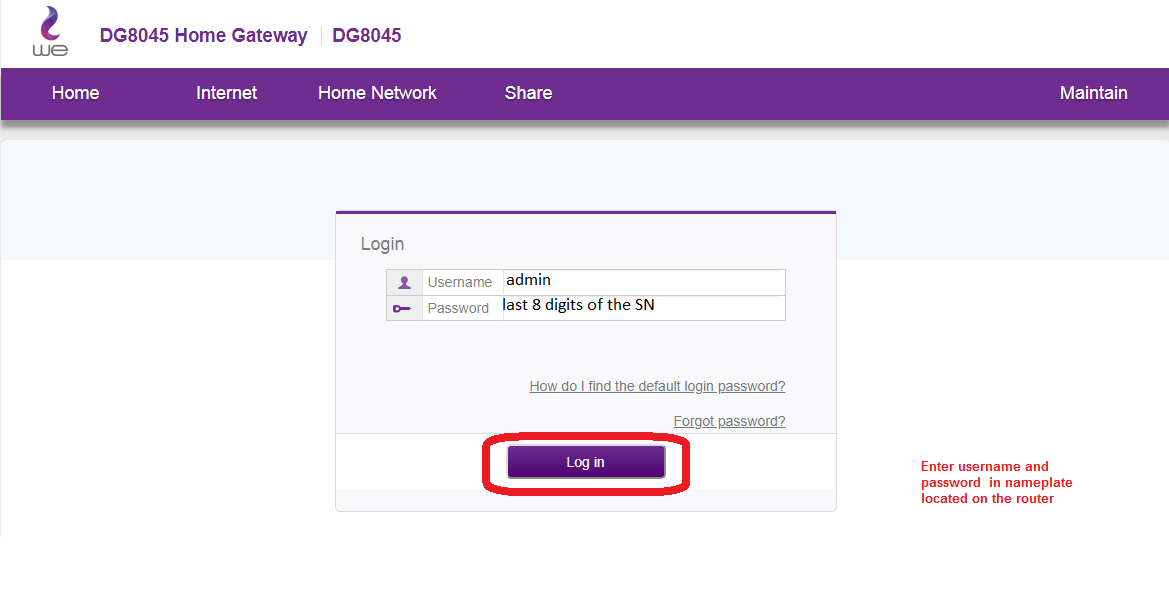 we
DG8045 Home Gateway DG8045
Home Internet Home Network Share Maintain
Login
Username admin
Password last 8 digits of the SN
How do I find the default login password?
Forgot password?
Log in
Enter username and
password in nameplate
located on the router